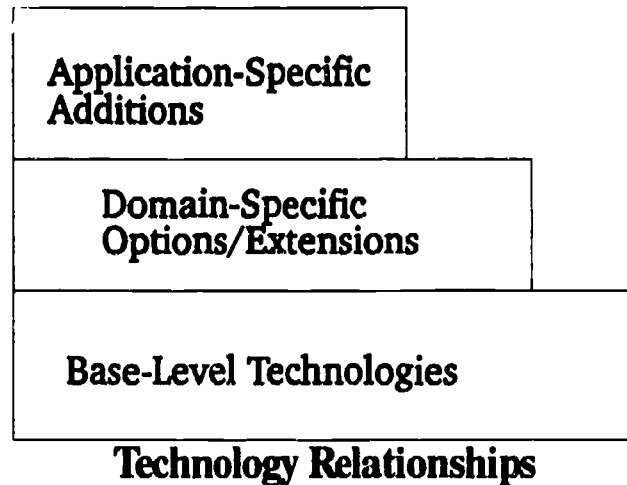 Application-Specific
Additions
Domain-Specific
Options/Extensions
Base-Level Technologies
Technology Relationships